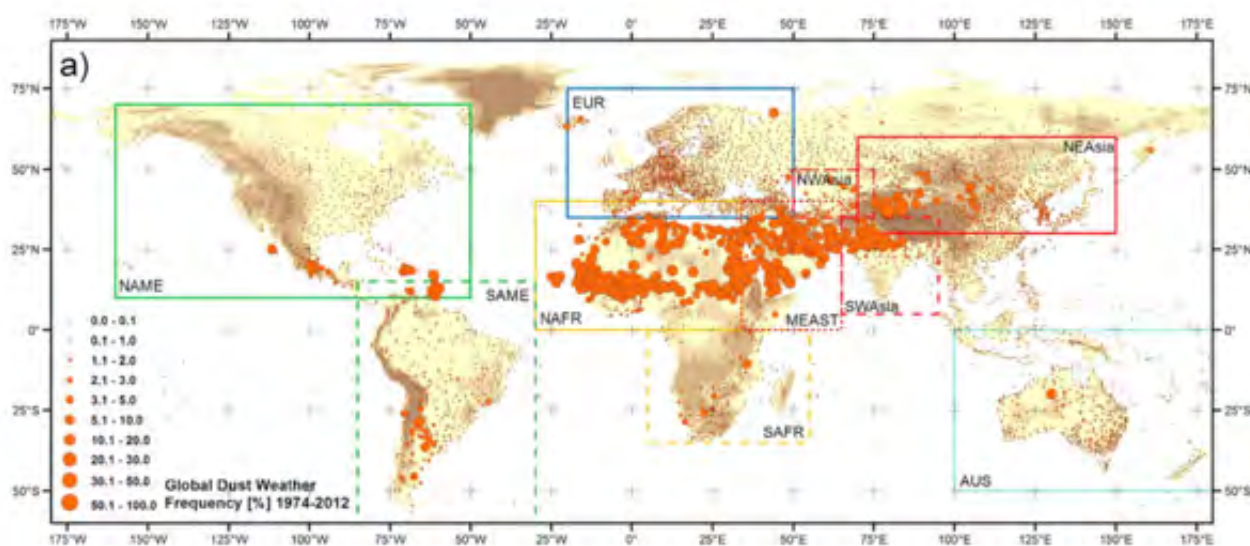 175°W 150°W 125°W 100°W 75°W 50°W 25°W 0° 25°E 50°E 75°E 100°E 125°E 150°E 175°E
a)
75°N 75°N
EUR
NEAsia
50°N 50°N
NWAsia
25°N 25°N
NAME
SAME
NAFR
MEAST
SWAsia
0° 0°
0.0 - 0.1
0.1 - 1.0
1.1 - 2.0
2.1 - 3.0
3.1 - 5.0
5.1 - 10.0
10.1 - 20.0
20.1 - 30.0
30.1 - 50.0
50.1 - 100.0
25°S 25°S
SAFR
AUS
Global Dust Weather
Frequency [%] 1974-2012
50°S 50°S
175°W 150°W 125°W 100°W 75°W 50°W 25°W 0° 25°E 50°E 75°E 100°E 125°E 150°E 175°E